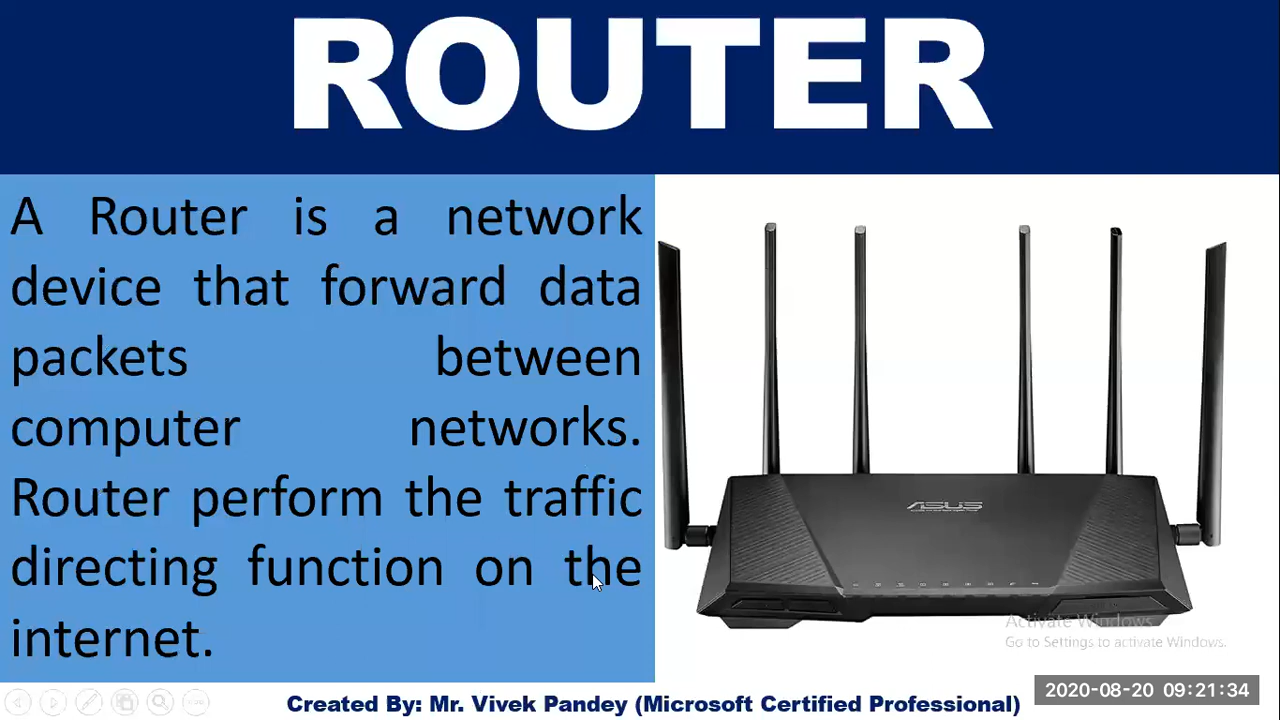 ROUTER
A Router is a network
device that forward data
packets between
computer networks.
Router perform the traffic
directing function on the
internet.
ASUS
Activate Windows
Go to Settings to activate Windows.
2020-08-20 09:21:34
Created By: Mr. Vivek Pandey (Microsoft Certified Professional)